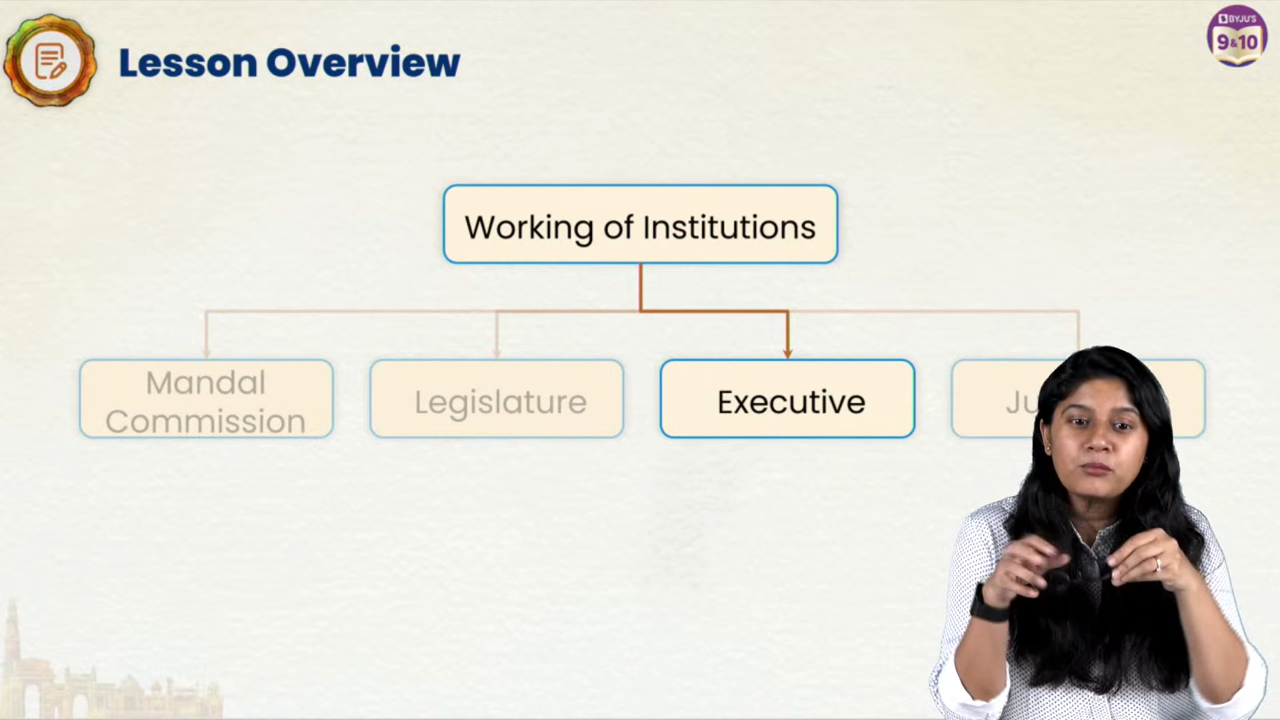 Lesson Overview
BYJU'S
9&10
Working of Institutions
Mandal
Commission
Legislature
Executive